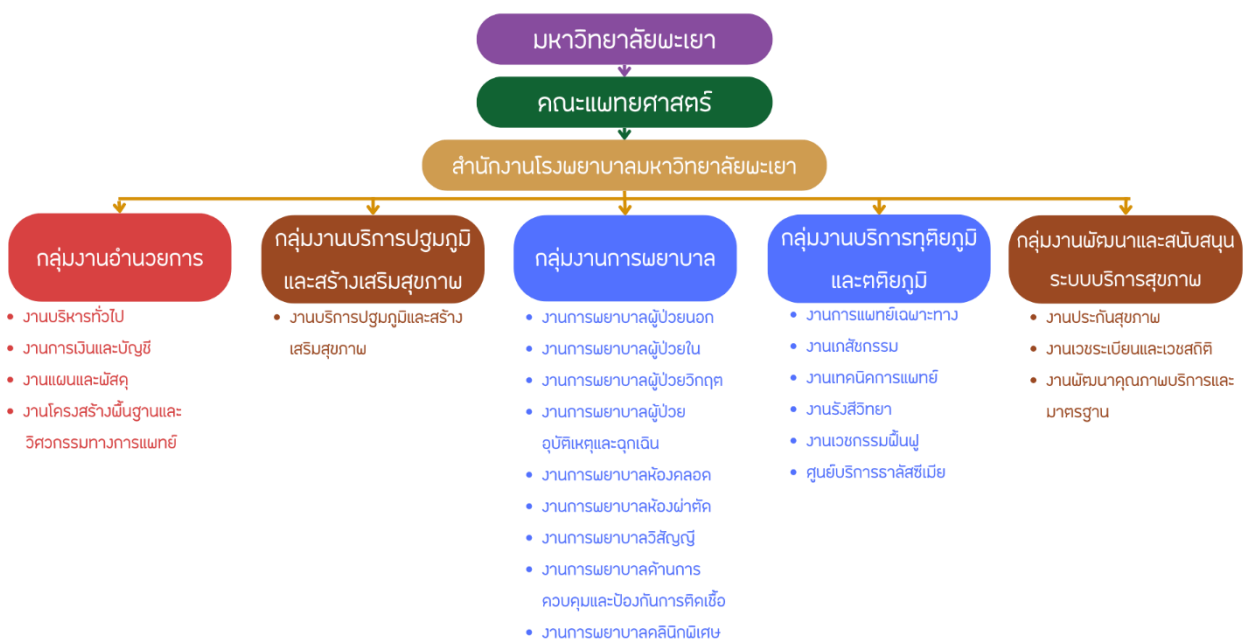 มหาวิทยาลัยพะเยา
คณะแพทยศาสตร์
สำนักงานโรงพยาบาลมหาวิทยาลัยพะเยา
กลุ่มงานอำนวยการ
• งานบริหารทั่วไป
• งานการเงินและบัญชี
• งานแผนและพัสดุ
• งานโครงสร้างพื้นฐานและ
วิศวกรรมทางการแพทย์
กลุ่มงานบริการปฐมภูมิ
และสร้างเสริมสุขภาพ
• งานบริการปฐมภูมิและสร้าง
เสริมสุขภาพ
กลุ่มงานการพยาบาล
• งานการพยาบาลผู้ป่วยนอก
• งานการพยาบาลผู้ป่วยใน
• งานการพยาบาลผู้ป่วยวิกฤต
• งานการพยาบาลผู้ป่วย
อุบัติเหตุและฉุกเฉิน
• งานการพยาบาลห้องคลอด
• งานการพยาบาลห้องผ่าตัด
• งานการพยาบาลวิสัญญี
• งานการพยาบาลด้านการ
ควบคุมและป้องกันการติดเชื้อ
• งานการพยาบาลคลินิกพิเศษ
กลุ่มงานบริการทุติยภูมิ
และตติยภูมิ
• งานการแพทย์เฉพาะทาง
• งานเภสัชกรรม
• งานเทคนิคการแพทย์
• งานรังสีวิทยา
• งานเวชกรรมฟื้นฟู
• ศูนย์บริการธาลัสซีเมีย
กลุ่มงานพัฒนาและสนับสนุน
ระบบบริการสุขภาพ
• งานประกันสุขภาพ
• งานเวชระเบียนและเวชสถิติ
• งานพัฒนาคุณภาพบริการและ
มาตรฐาน